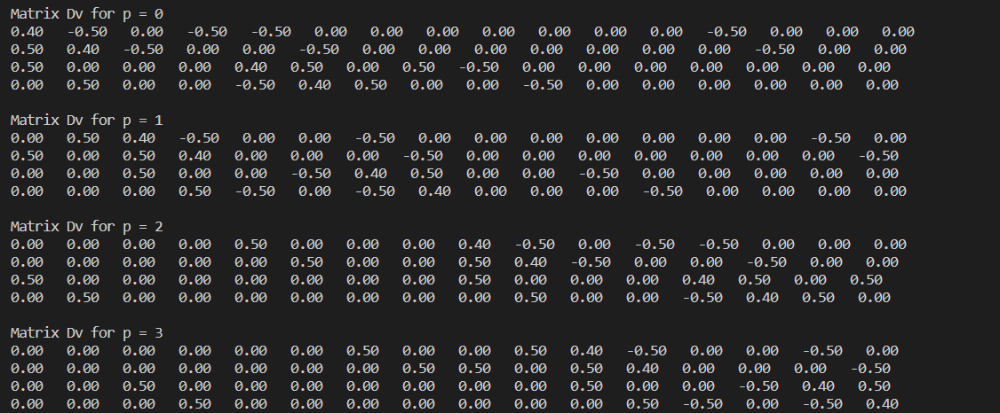 Matrix Dv for p = 0
0.40 -0.50 0.00 -0.50 -0.50 0.00 0.00 0.00 0.00 0.00 0.00 0.00 -0.50 0.00 0.00 0.00
0.50 0.40 -0.50 0.00 0.00 -0.50 0.00 0.00 0.00 0.00 0.00 0.00 0.00 -0.50 0.00 0.00
0.50 0.00 0.00 0.00 0.40 0.50 0.00 0.50 -0.50 0.00 0.00 0.00 0.00 0.00 0.00 0.00
0.00 0.50 0.00 0.00 -0.50 0.40 0.50 0.00 0.00 -0.50 0.00 0.00 0.00 0.00 0.00 0.00
Matrix Dv for p = 1
0.00 0.50 0.40 -0.50 0.00 0.00 -0.50 0.00 0.00 0.00 0.00 0.00 0.00 0.00 -0.50 0.00
0.50 0.00 0.50 0.40 0.00 0.00 0.00 -0.50 0.00 0.00 0.00 0.00 0.00 0.00 0.00 -0.50
0.00 0.00 0.50 0.00 0.00 -0.50 0.40 0.50 0.00 0.00 -0.50 0.00 0.00 0.00 0.00 0.00
0.00 0.00 0.00 0.50 -0.50 0.00 -0.50 0.40 0.00 0.00 0.00 -0.50 0.00 0.00 0.00 0.00
Matrix Dv for p = 2
0.00 0.00 0.00 0.00 0.50 0.00 0.00 0.00 0.40 -0.50 0.00 -0.50 -0.50 0.00 0.00 0.00
0.00 0.00 0.00 0.00 0.00 0.50 0.00 0.00 0.50 0.40 -0.50 0.00 0.00 -0.50 0.00 0.00
0.50 0.00 0.00 0.00 0.00 0.00 0.00 0.00 0.50 0.00 0.00 0.00 0.40 0.50 0.00 0.50
0.00 0.50 0.00 0.00 0.00 0.00 0.00 0.00 0.00 0.50 0.00 0.00 -0.50 0.40 0.50 0.00
Matrix Dv for p = 3
0.00 0.00 0.00 0.00 0.00 0.00 0.50 0.00 0.00 0.50 0.40 -0.50 0.00 0.00 -0.50 0.00
0.00 0.00 0.00 0.00 0.00 0.00 0.00 0.50 0.50 0.00 0.50 0.40 0.00 0.00 0.00 -0.50
0.00 0.00 0.50 0.00 0.00 0.00 0.00 0.00 0.00 0.00 0.50 0.00 0.00 -0.50 0.40 0.50
0.00 0.00 0.00 0.50 0.00 0.00 0.00 0.00 0.00 0.00 0.00 0.50 -0.50 0.00 -0.50 0.40